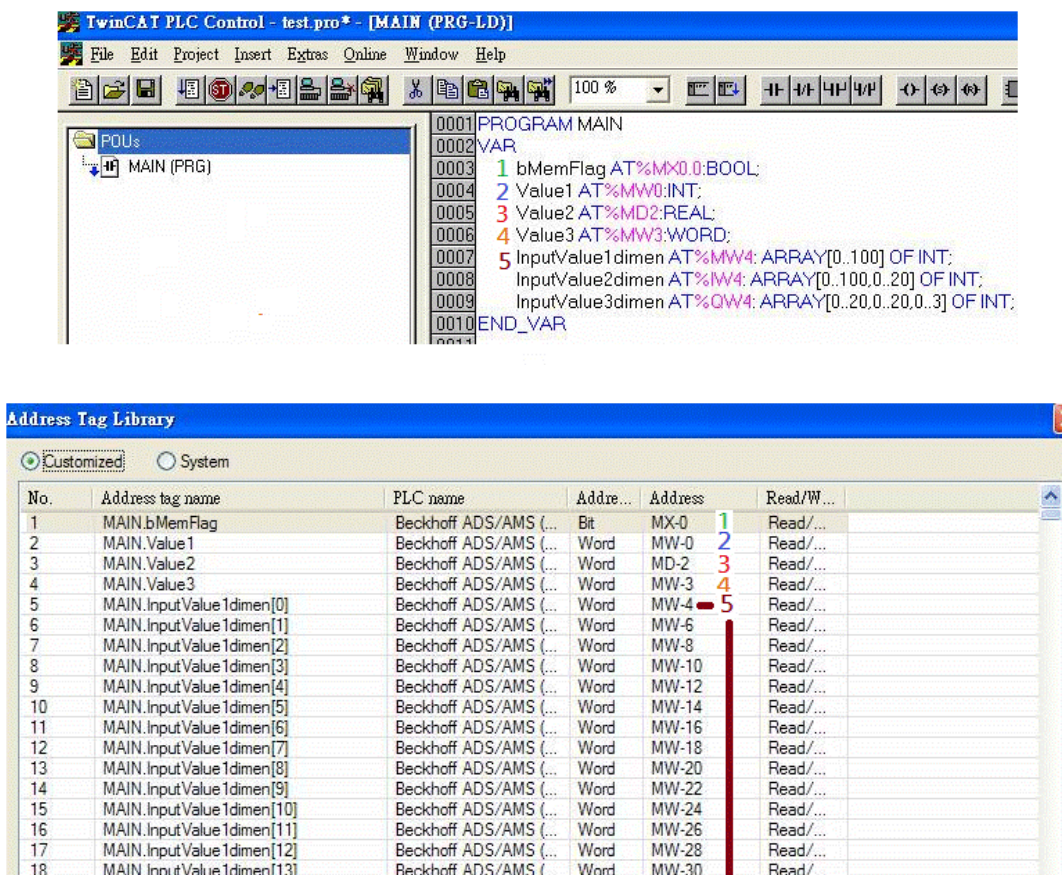 TwinCAT PLC Control - test.pro* - [MAIN (PRG-LD)]
File Edit Project Insert Extras Online Window Help
100 %
POUs
MAIN (PRG)
0001 PROGRAM MAIN
0002 VAR
0003 1 bMemFlag AT%MX0.0:BOOL;
0004 2 Value1 AT%MW0:INT;
0005 3 Value2 AT%MD2:REAL;
0006 4 Value3 AT%MW3:WORD;
0007 5 InputValue1dimen AT%MW4: ARRAY[0..100] OF INT;
0008 InputValue2dimen AT%IW4: ARRAY[0..100,0..20] OF INT;
0009 InputValue3dimen AT%QW4: ARRAY[0..20,0..20,0..3] OF INT;
0010 END_VAR
Address Tag Library
Customized System
No. Address tag name PLC name Addre... Address Read/W...
1 MAIN.bMemFlag Beckhoff ADS/AMS (... Bit MX-0 1 Read/...
2 MAIN.Value1 Beckhoff ADS/AMS (... Word MW-0 2 Read/...
3 MAIN.Value2 Beckhoff ADS/AMS (... Word MD-2 3 Read/...
4 MAIN.Value3 Beckhoff ADS/AMS (... Word MW-3 4 Read/...
5 MAIN.InputValue1dimen[0] Beckhoff ADS/AMS (... Word MW-4 5 Read/...
6 MAIN.InputValue1dimen[1] Beckhoff ADS/AMS (... Word MW-6 Read/...
7 MAIN.InputValue1dimen[2] Beckhoff ADS/AMS (... Word MW-8 Read/...
8 MAIN.InputValue1dimen[3] Beckhoff ADS/AMS (... Word MW-10 Read/...
9 MAIN.InputValue1dimen[4] Beckhoff ADS/AMS (... Word MW-12 Read/...
10 MAIN.InputValue1dimen[5] Beckhoff ADS/AMS (... Word MW-14 Read/...
11 MAIN.InputValue1dimen[6] Beckhoff ADS/AMS (... Word MW-16 Read/...
12 MAIN.InputValue1dimen[7] Beckhoff ADS/AMS (... Word MW-18 Read/...
13 MAIN.InputValue1dimen[8] Beckhoff ADS/AMS (... Word MW-20 Read/...
14 MAIN.InputValue1dimen[9] Beckhoff ADS/AMS (... Word MW-22 Read/...
15 MAIN.InputValue1dimen[10] Beckhoff ADS/AMS (... Word MW-24 Read/...
16 MAIN.InputValue1dimen[11] Beckhoff ADS/AMS (... Word MW-26 Read/...
17 MAIN.InputValue1dimen[12] Beckhoff ADS/AMS (... Word MW-28 Read/...
18 MAIN.InputValue1dimen[13] Beckhoff ADS/AMS (... Word MW-30 Read/...